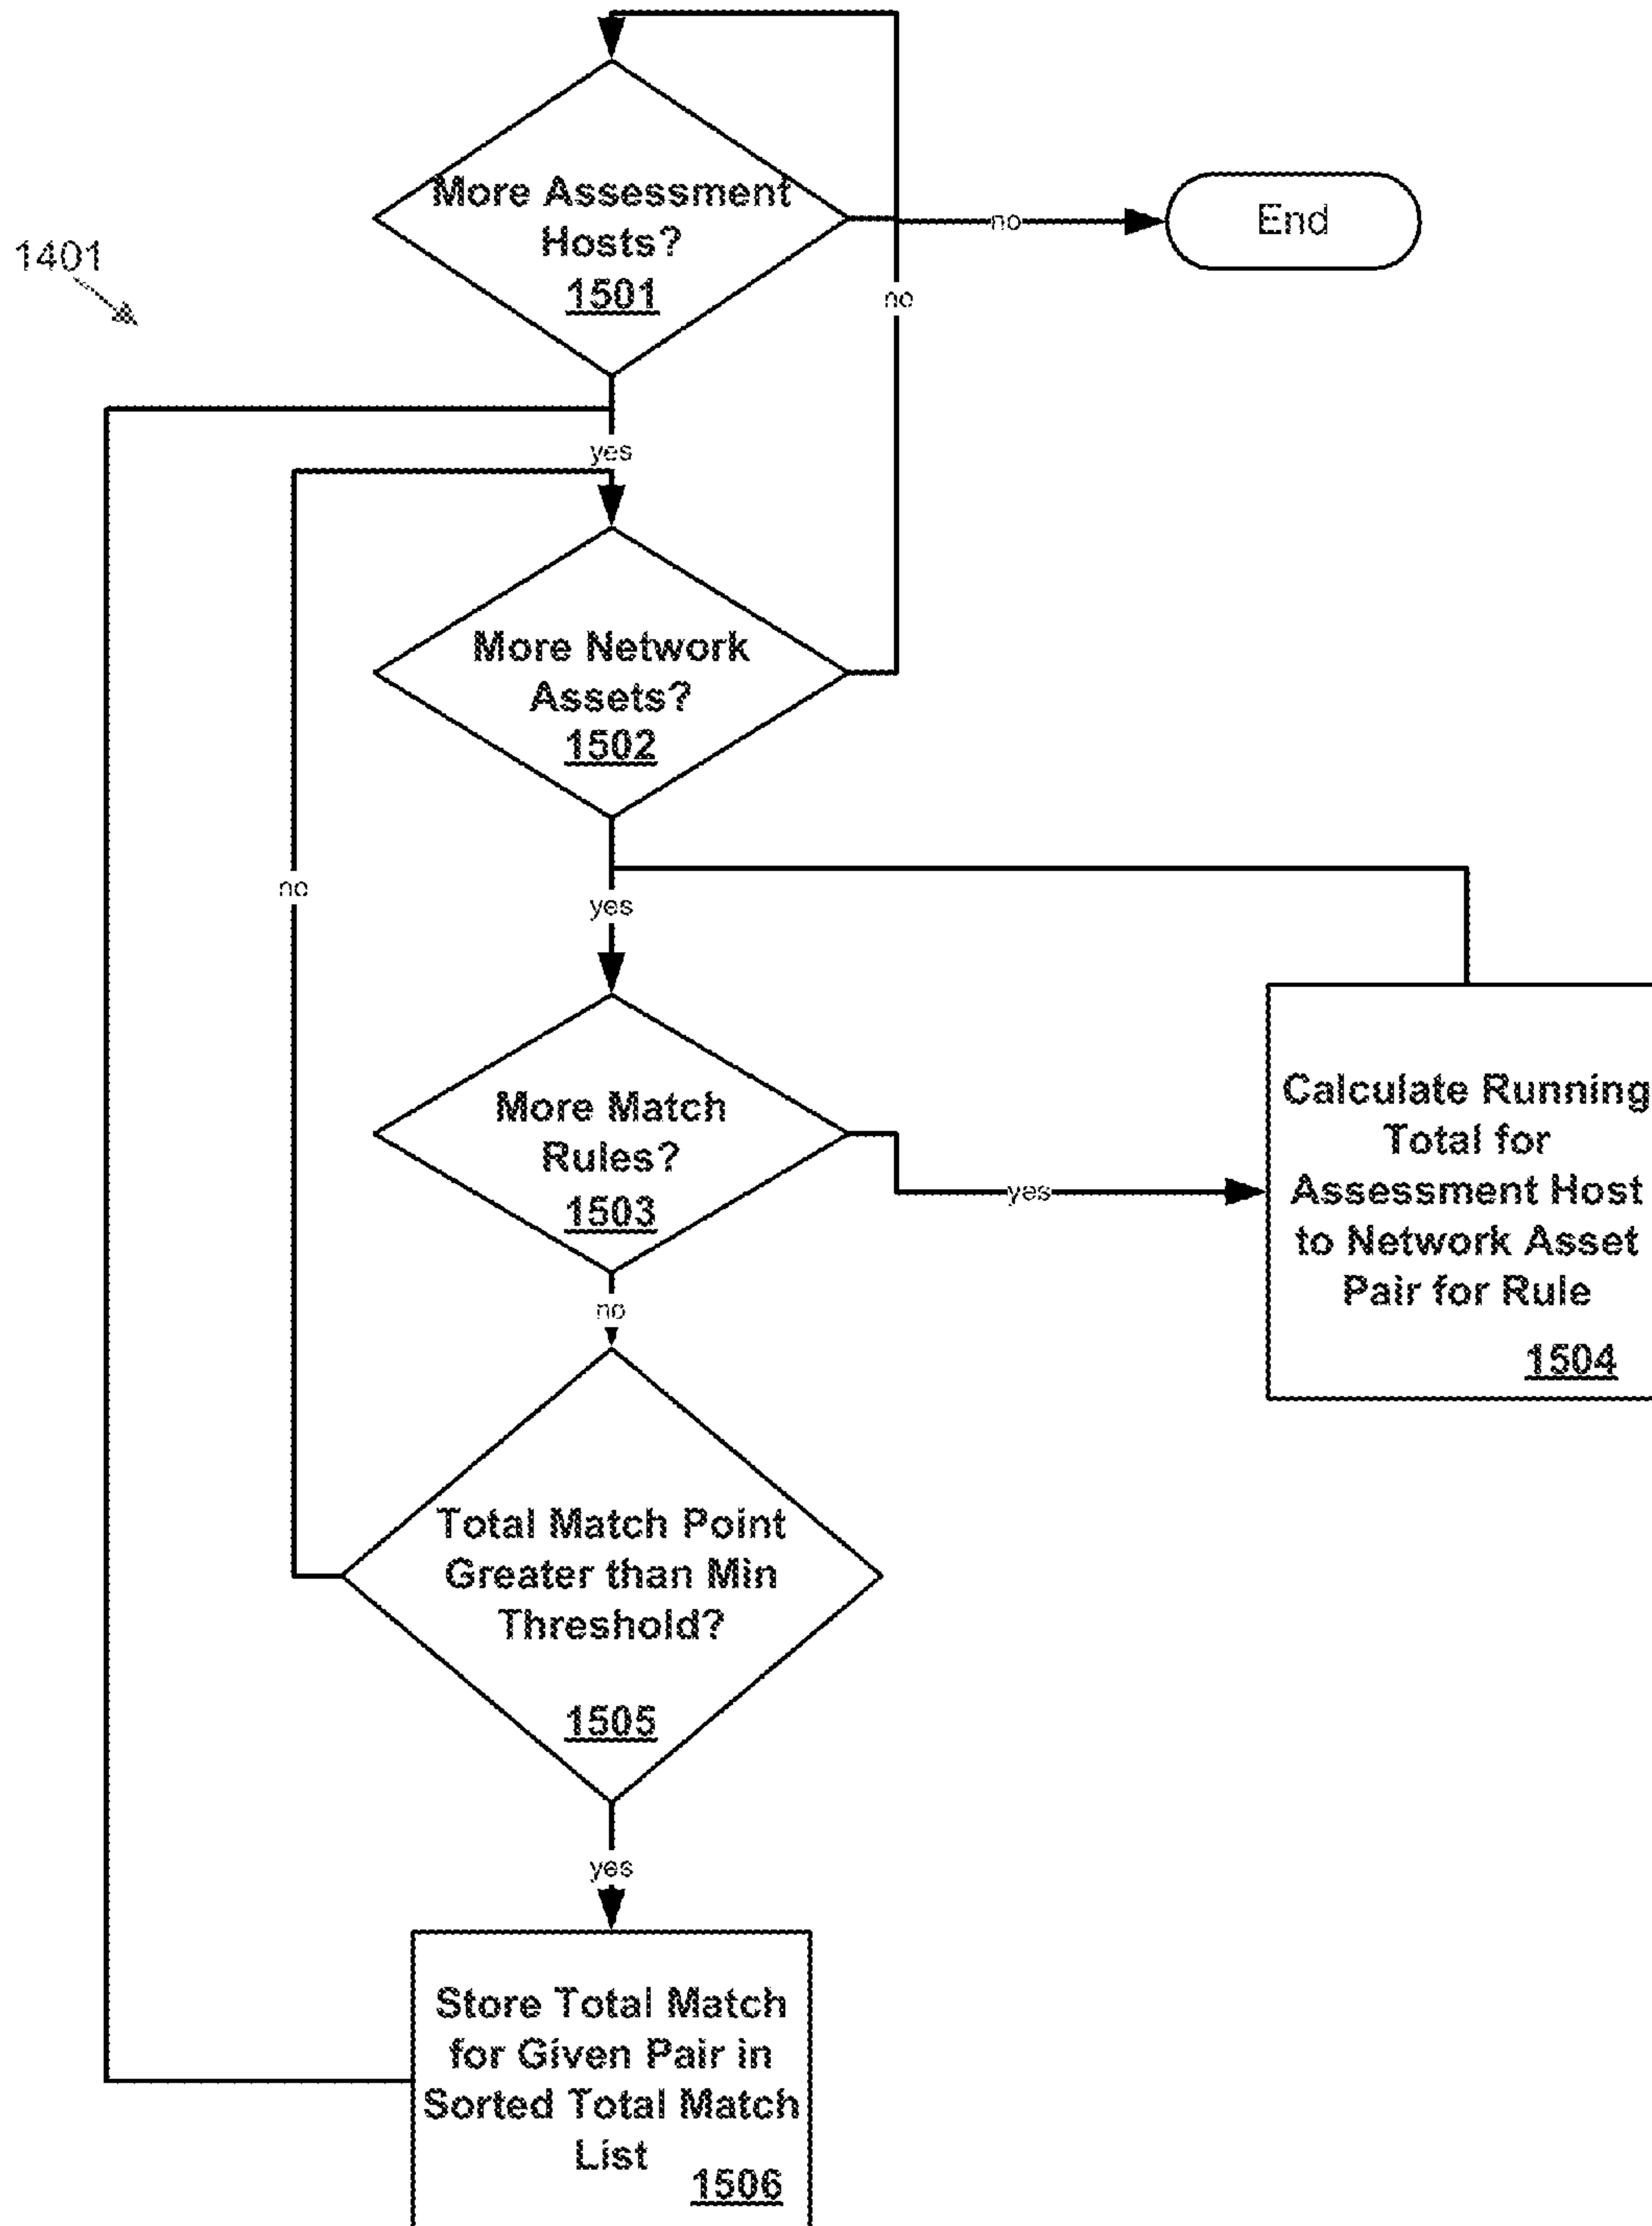 More Assessment
Hosts?
1501
no
End
1401
no
yes
More Network
Assets?
1502
no
yes
More Match
Rules?
1503
yes
Calculate Running
Total for
Assessment Host
to Network Asset
Pair for Rule
1504
no
Total Match Point
Greater than Min
Threshold?
1505
yes
Store Total Match
for Given Pair in
Sorted Total Match
List
1506